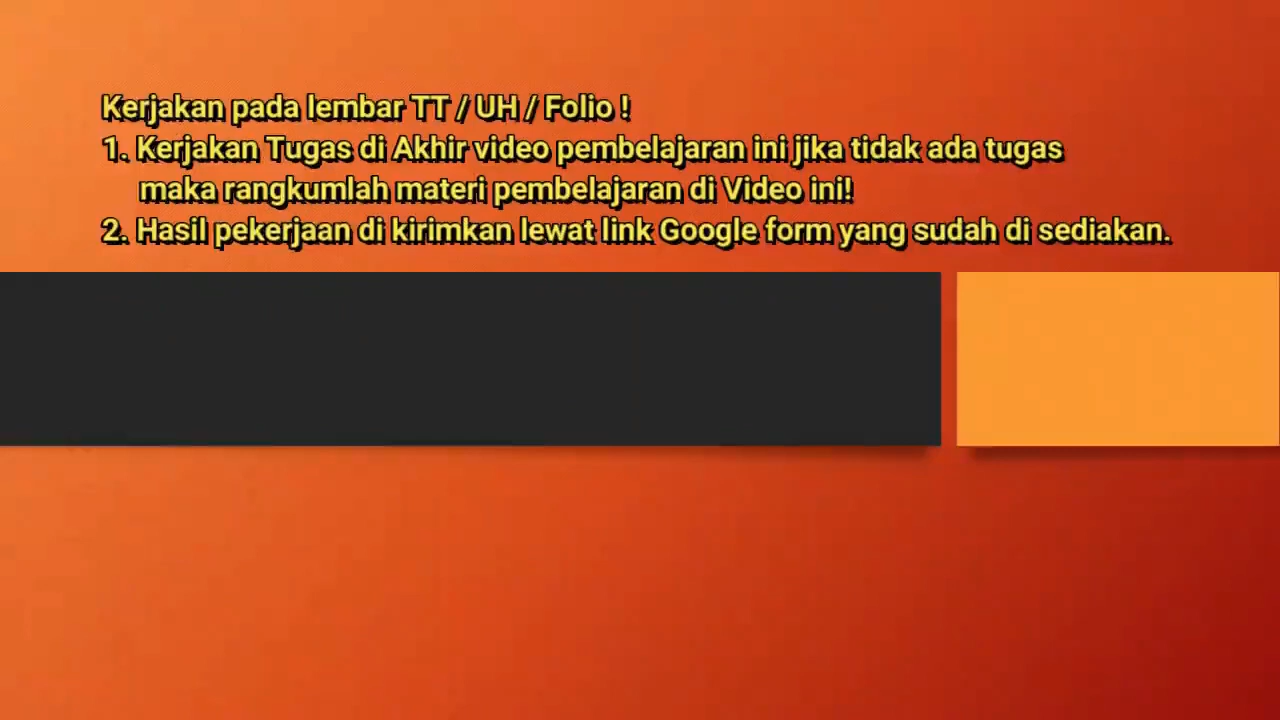 Kerjakan pada lembar TT / UH / Folio !
1. Kerjakan Tugas di Akhir video pembelajaran ini jika tidak ada tugas
maka rangkumlah materi pembelajaran di Video ini!
2. Hasil pekerjaan di kirimkan lewat link Google form yang sudah di sediakan.